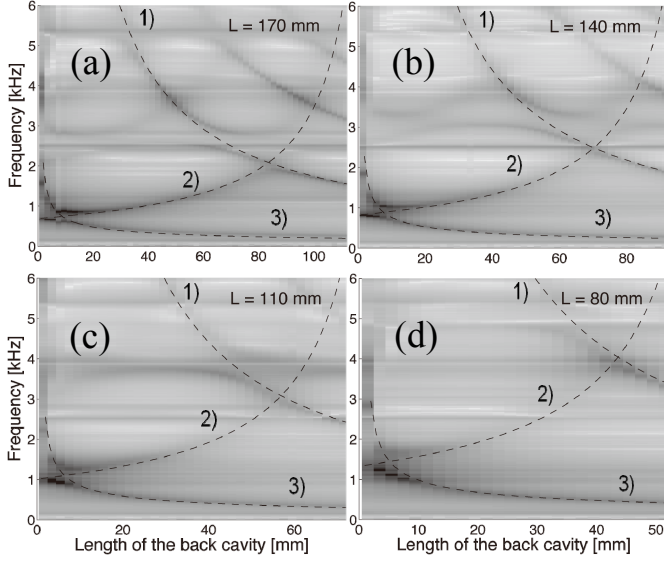 1)
L = 170 mm
(a)
2)
3)
Frequency [kHz]
6
5
4
3
2
1
0
0 20 40 60 80 100
1)
L = 140 mm
(b)
2)
3)
6
5
4
3
2
1
0
0 20 40 60 80
1)
L = 110 mm
(c)
2)
3)
Frequency [kHz]
6
5
4
3
2
1
0
0 20 40 60
Length of the back cavity [mm]
1)
L = 80 mm
(d)
2)
3)
6
5
4
3
2
1
0
0 10 20 30 40 50
Length of the back cavity [mm]